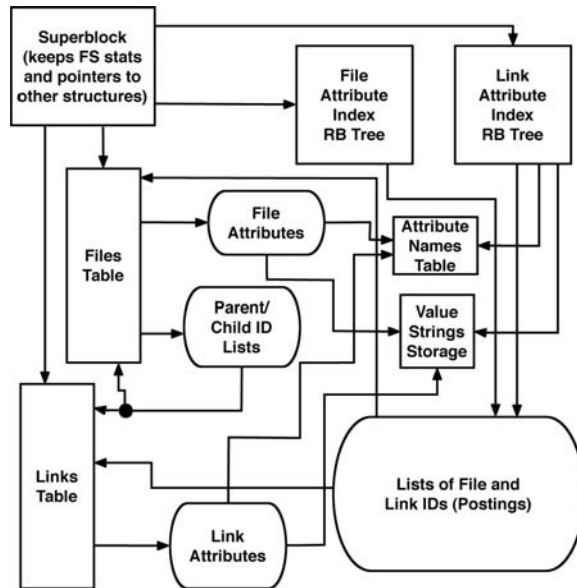 Superblock
(keeps FS stats
and pointers to
other structures)
File
Attribute
Index
RB Tree
Link
Attribute
Index
RB Tree
Files
Table
File
Attributes
Attribute
Names
Table
Parent/
Child ID
Lists
Value
Strings
Storage
Links
Table
Link
Attributes
Lists of File and
Link IDs (Postings)